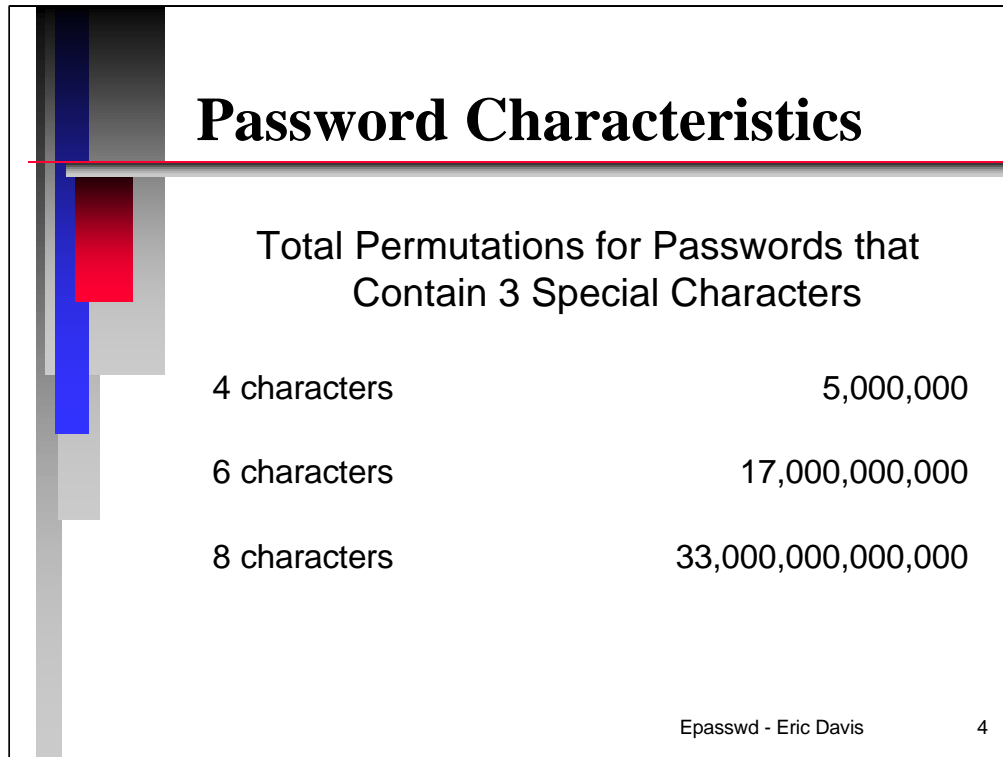 Password Characteristics
Total Permutations for Passwords that
Contain 3 Special Characters
4 characters 5,000,000
6 characters 17,000,000,000
8 characters 33,000,000,000,000
Epasswd - Eric Davis 4